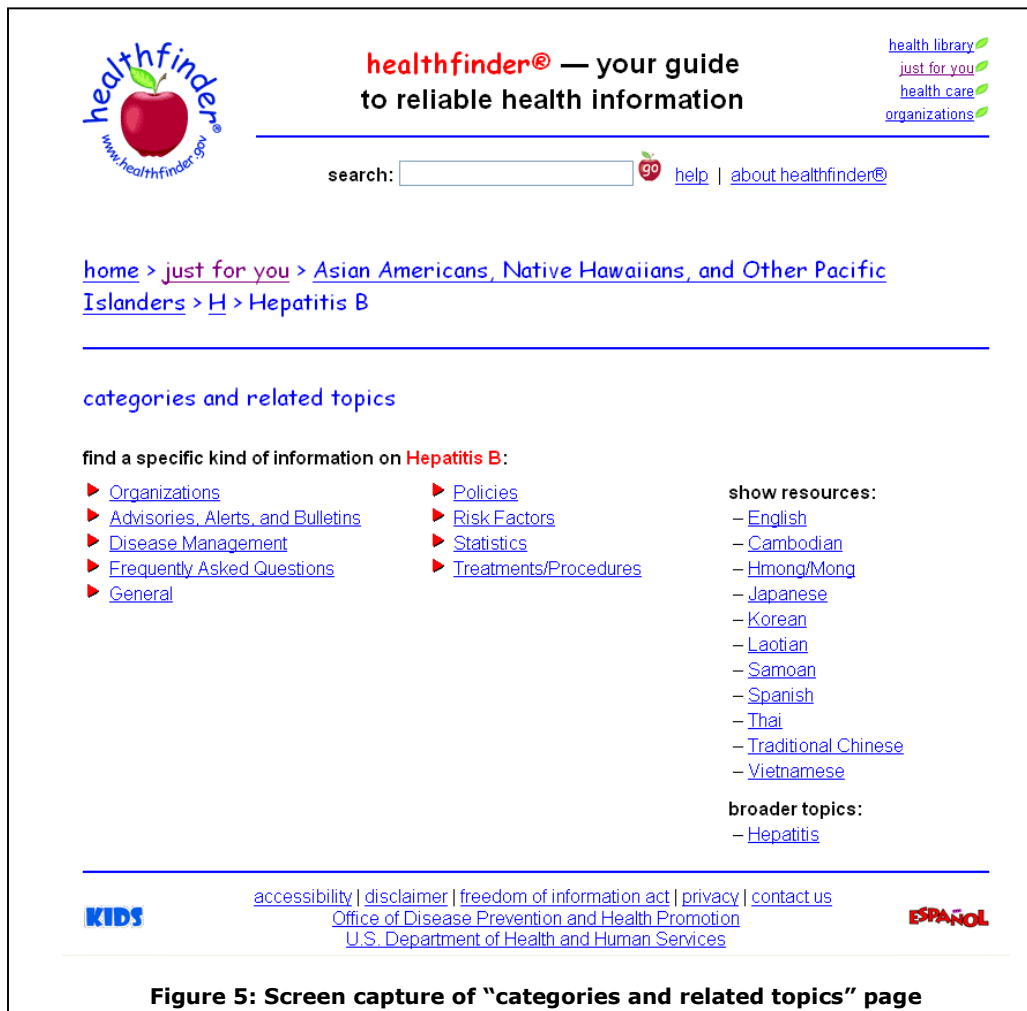 healthfinder®
www.healthfinder.gov
healthfinder® — your guide
to reliable health information
health library
just for you
health care
organizations
search: go help | about healthfinder®
home > just for you > Asian Americans, Native Hawaiians, and Other Pacific
Islanders > H > Hepatitis B
categories and related topics
find a specific kind of information on Hepatitis B:
Organizations
Advisories, Alerts, and Bulletins
Disease Management
Frequently Asked Questions
General
Policies
Risk Factors
Statistics
Treatments/Procedures
show resources:
– English
– Cambodian
– Hmong/Mong
– Japanese
– Korean
– Laotian
– Samoan
– Spanish
– Thai
– Traditional Chinese
– Vietnamese
broader topics:
– Hepatitis
KIDS
accessibility | disclaimer | freedom of information act | privacy | contact us
Office of Disease Prevention and Health Promotion
U.S. Department of Health and Human Services
ESPAÑOL
Figure 5: Screen capture of “categories and related topics” page